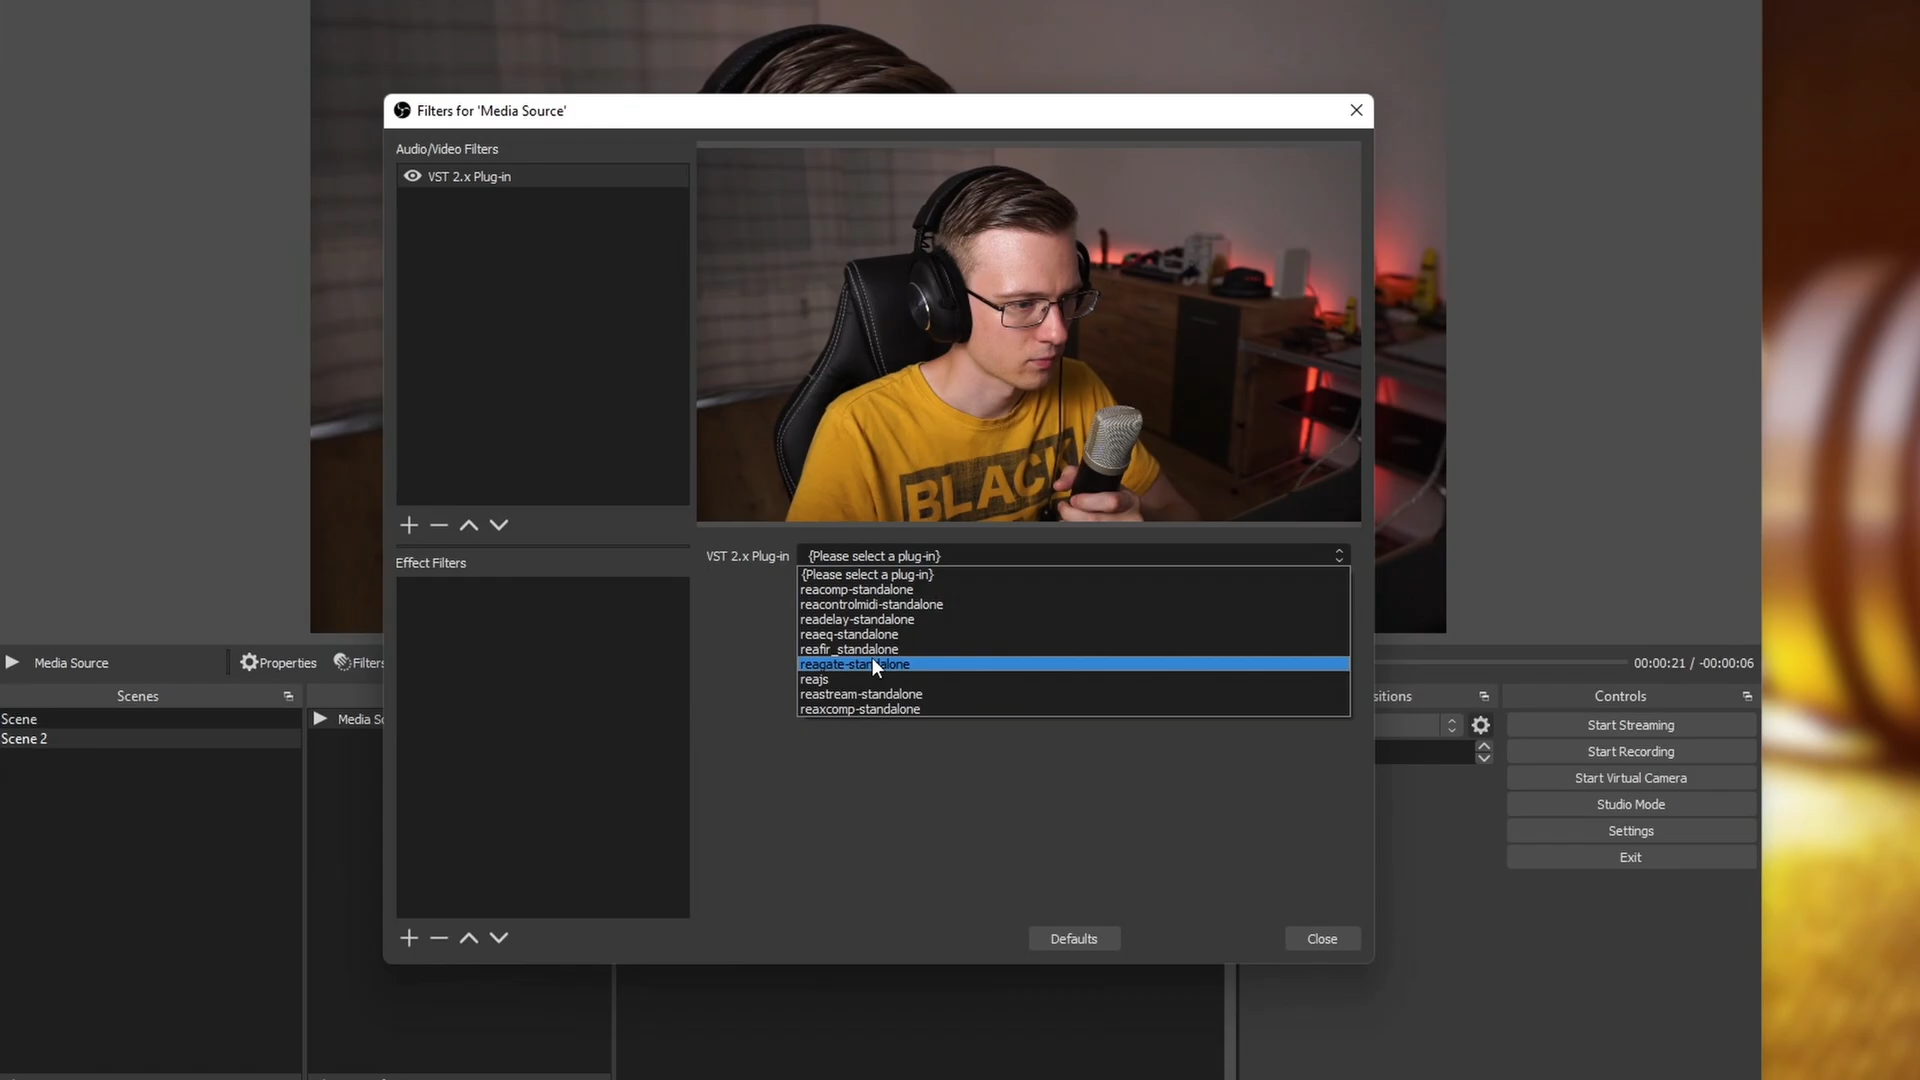 Filters for 'Media Source'
Audio/Video Filters
VST 2.x Plug-in
BLACK
VST 2.x Plug-in
{Please select a plug-in}
{Please select a plug-in}
reacomp-standalone
reacontrolmidi-standalone
readelay-standalone
reaeq-standalone
reafir_standalone
reagate-standalone
reajs
reastream-standalone
reaxcomp-standalone
Effect Filters
Defaults
Close
Media Source
Properties
Filters
00:00:21 / -00:00:06
Scenes
Scene
Scene 2
Media So
sitions
Controls
Start Streaming
Start Recording
Start Virtual Camera
Studio Mode
Settings
Exit